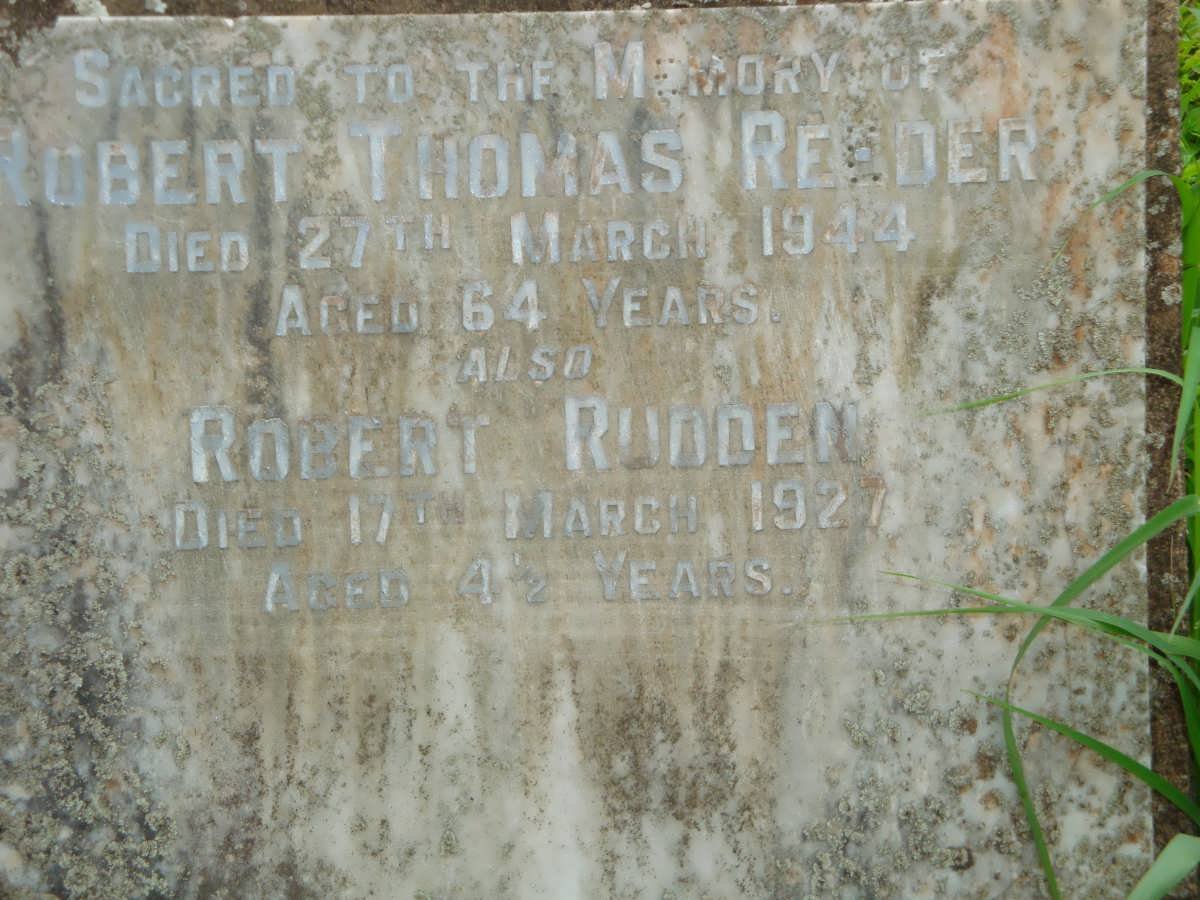 SACRED TO THE MEMORY OF
ROBERT THOMAS REEDER
DIED 27TH MARCH 1944
AGED 64 YEARS.
ALSO
ROBERT RUDDEN
DIED 17TH MARCH 1927
AGED 4½ YEARS.